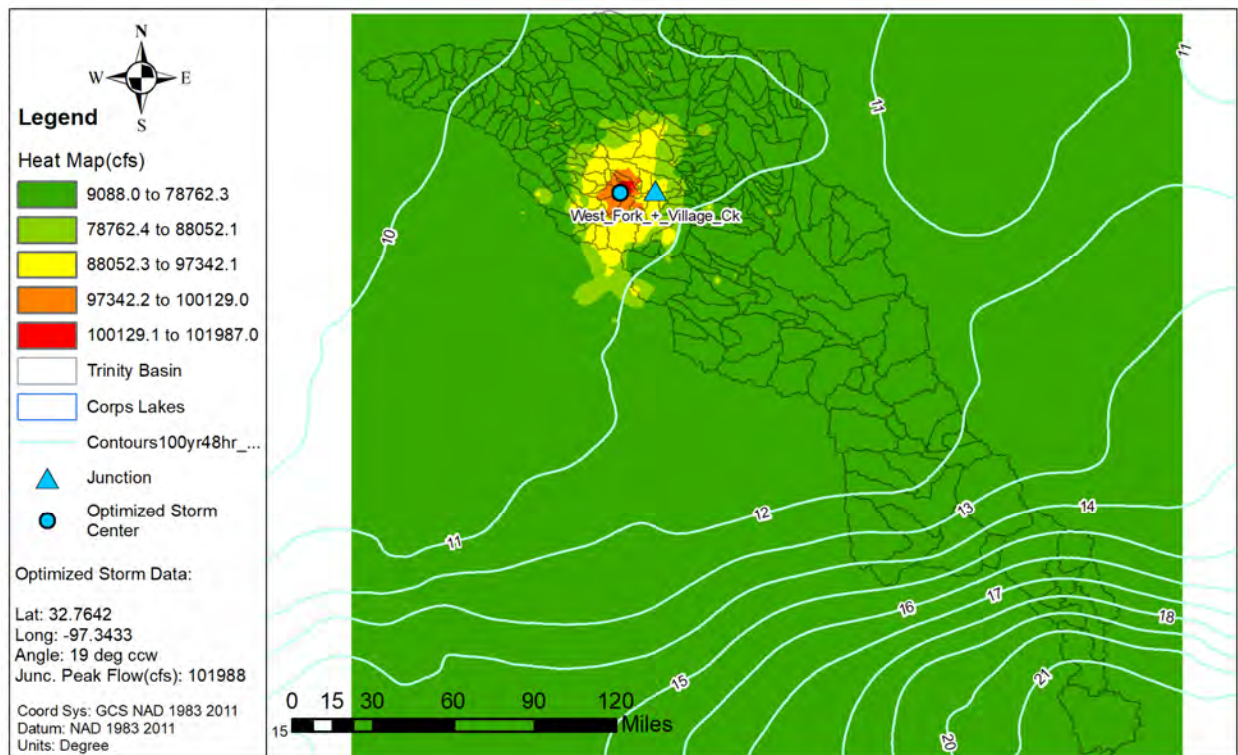 N
W
E
S
Legend
Heat Map(cfs)
9088.0 to 78762.3
78762.4 to 88052.1
88052.3 to 97342.1
97342.2 to 100129.0
100129.1 to 101987.0
Trinity Basin
Corps Lakes
Contours100yr48hr_...
Junction
Optimized Storm
Center
Optimized Storm Data:
Lat: 32.7642
Long: -97.3433
Angle: 19 deg ccw
Junc. Peak Flow(cfs): 101988
Coord Sys: GCS NAD 1983 2011
Datum: NAD 1983 2011
Units: Degree
11
11
West_Fork_+_Village_Ck
10
12
13
14
11
16
17
18
15
21
20
15
0 15 30 60 90 120
Miles